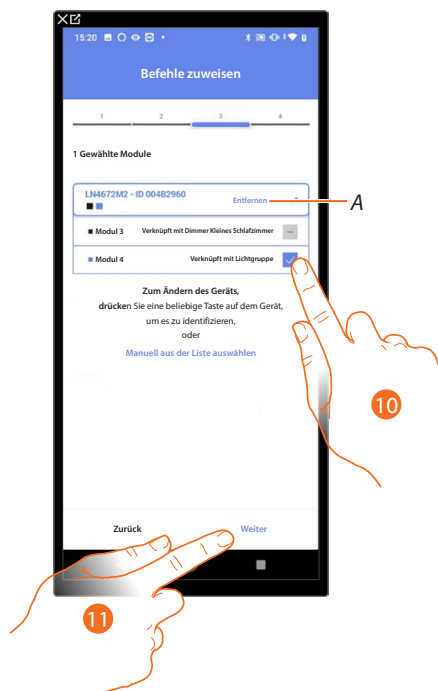 15:20
Befehle zuweisen
1 2 3 4
1 Gewählte Module
LN4672M2 - ID 004B2960
Entfernen
A
Modul 3 Verknüpft mit Dimmer Kleines Schlafzimmer
Modul 4 Verknüpft mit Lichtgruppe
Zum Ändern des Geräts,
drücken Sie eine beliebige Taste auf dem Gerät,
um es zu identifizieren,
oder
Manuell aus der Liste auswählen
10
Zurück Weiter
11